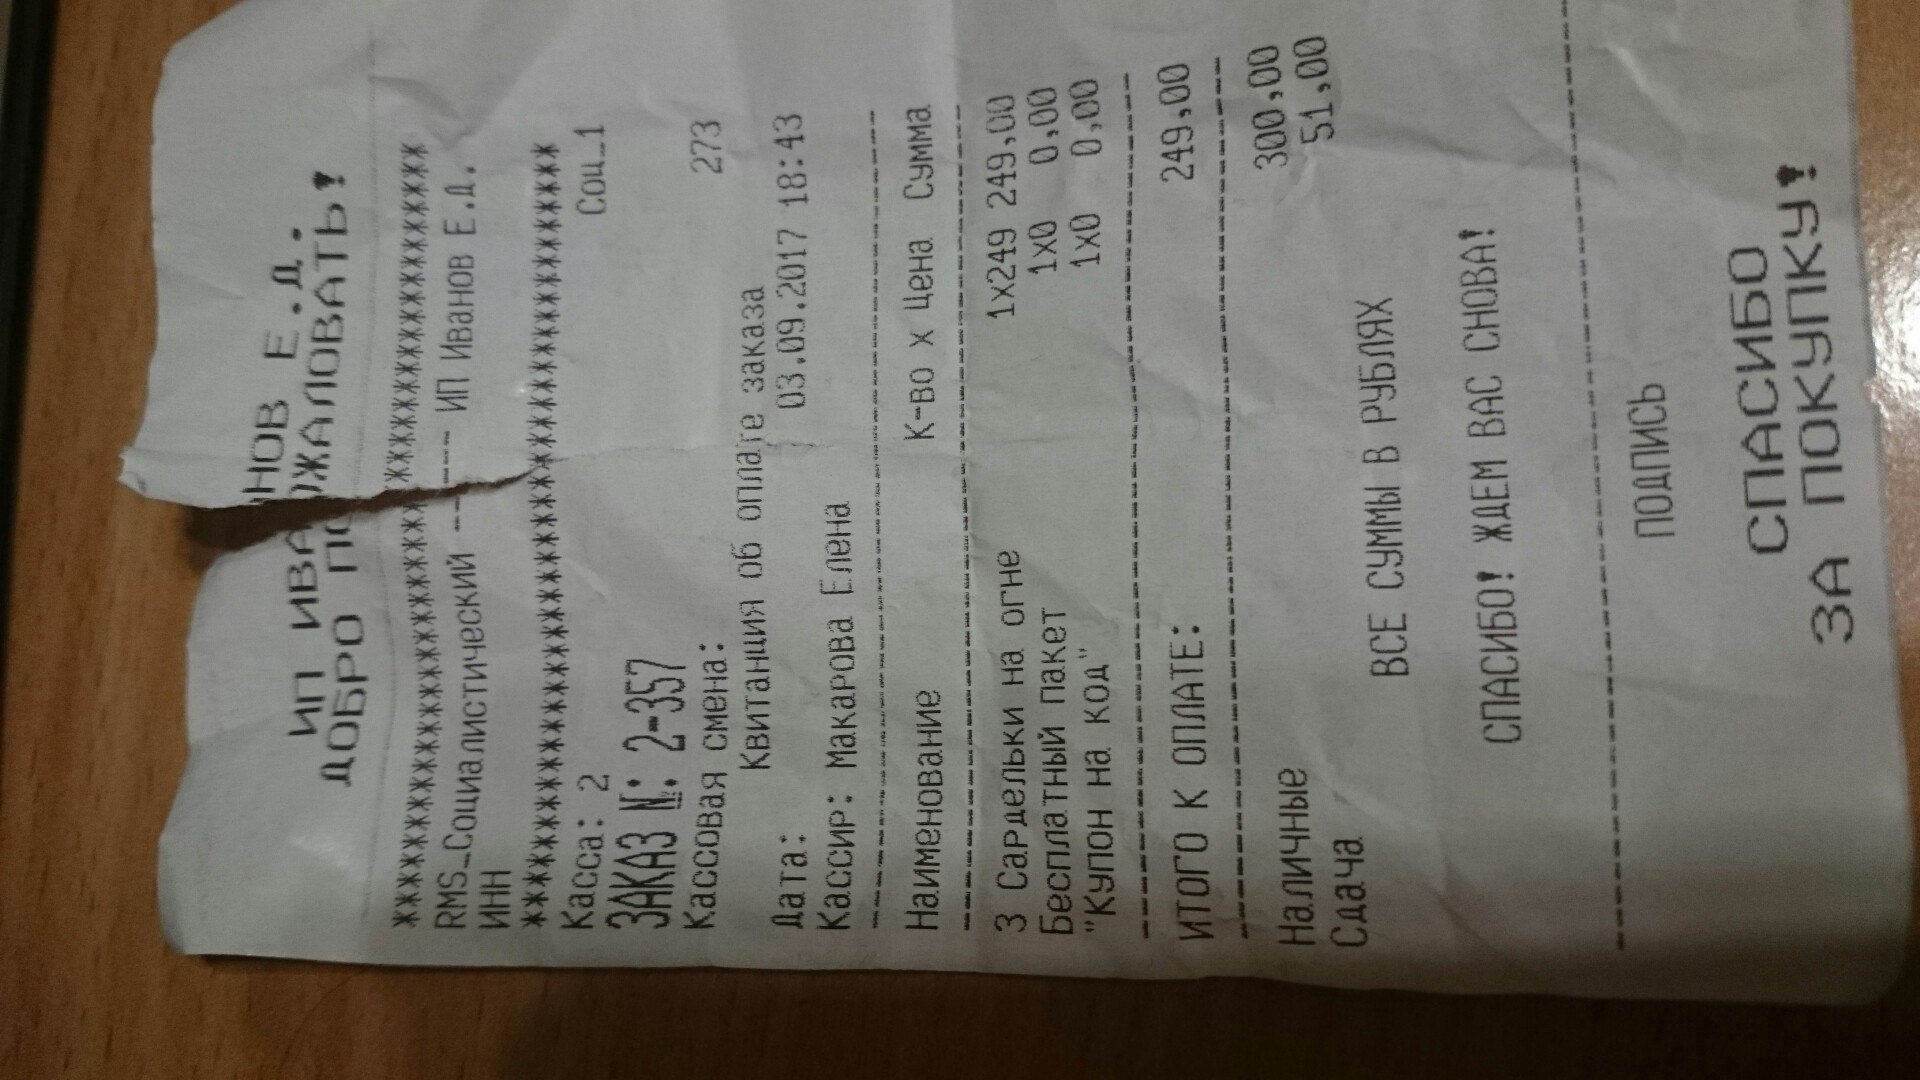 ИП ИВАНОВ Е.Д.
ДОБРО ПОЖАЛОВАТЬ!
**************************************
RMS_Социалистический ---- ИП Иванов Е.Д.
ИНН
**************************************
Касса: 2 Соц_1
ЗАКАЗ №: 2-357
Кассовая смена: 273
Квитанция об оплате заказа
Дата: 03.09.2017 18:43
Кассир: Макарова Елена
Наименование К-во х Цена Сумма
3 Сардельки на огне 1х249 249,00
Бесплатный пакет 1х0 0,00
"Купон на код" 1х0 0,00
ИТОГО К ОПЛАТЕ: 249,00
Наличные 300,00
Сдача 51,00
ВСЕ СУММЫ В РУБЛЯХ
СПАСИБО! ЖДЕМ ВАС СНОВА!
ПОДПИСЬ
СПАСИБО
ЗА ПОКУПКУ!